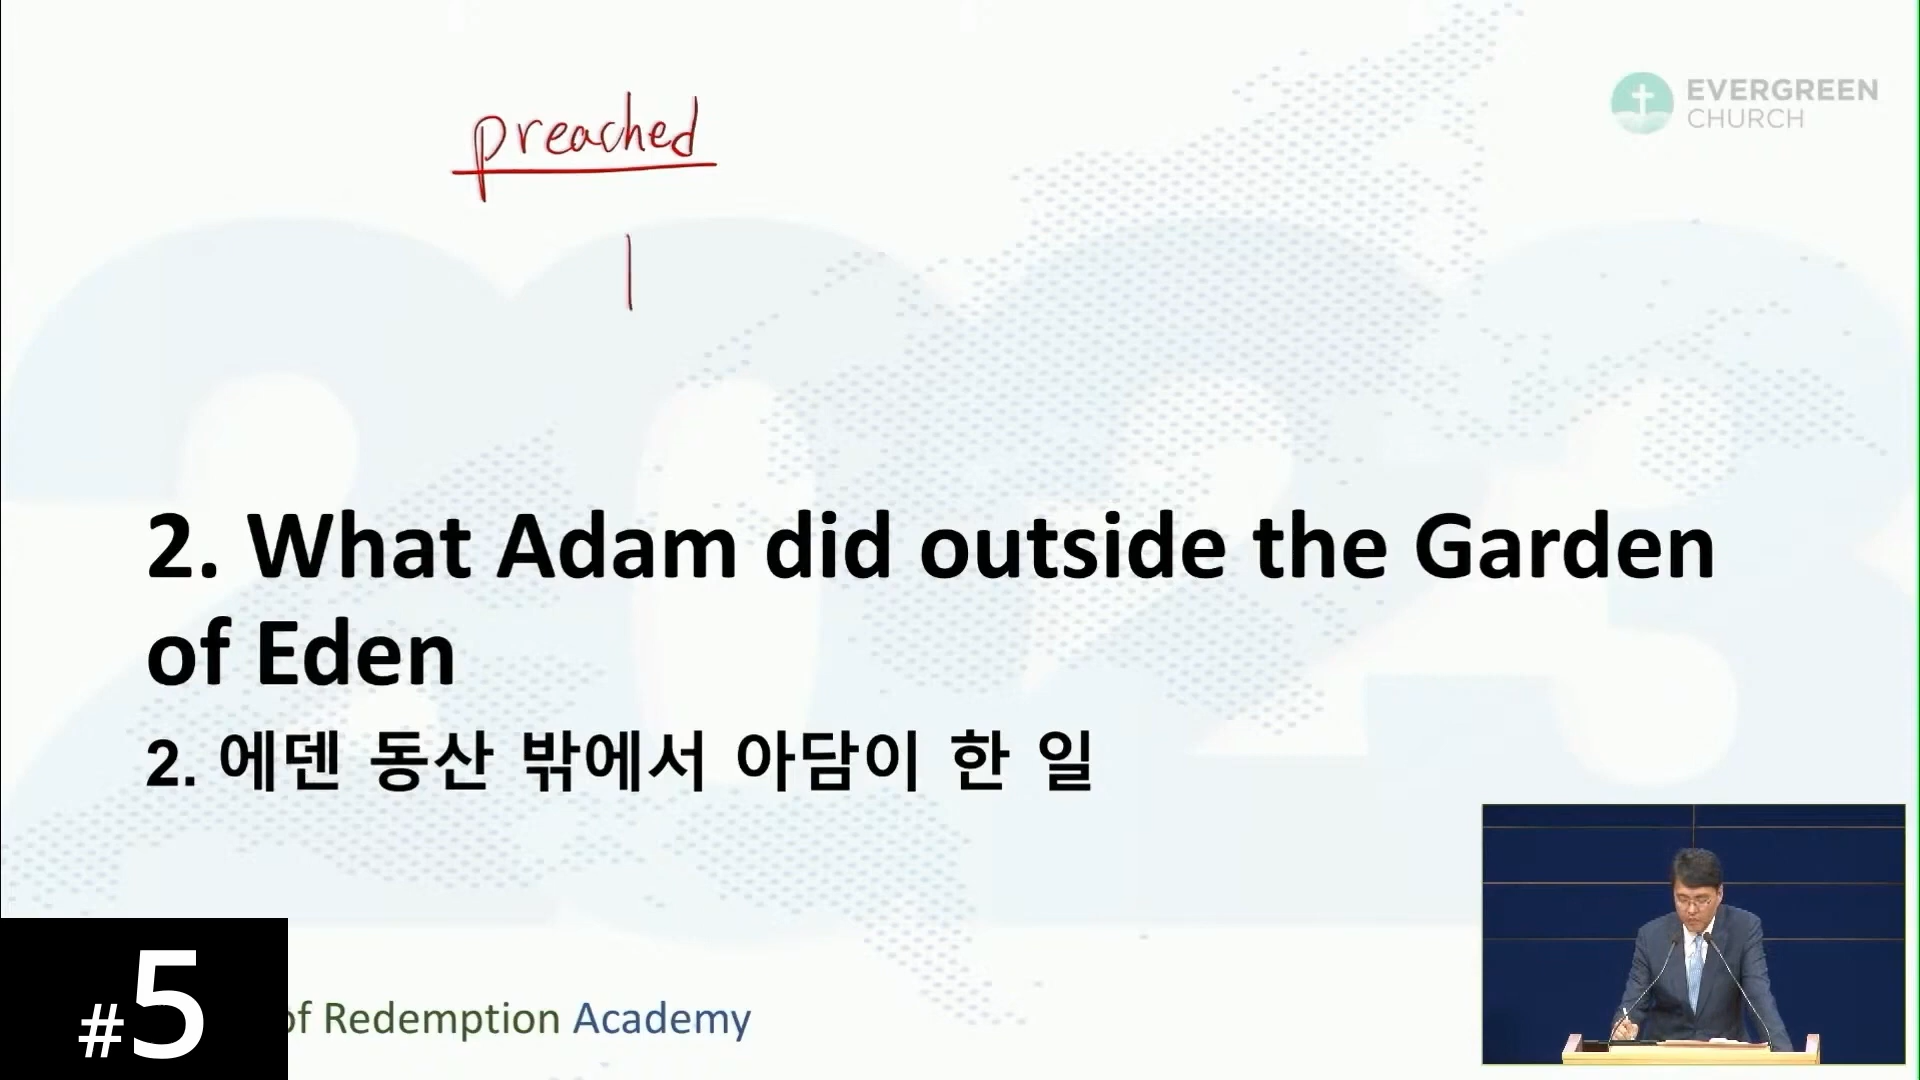 preached
EVERGREEN
CHURCH
2. What Adam did outside the Garden
of Eden
2. 에덴 동산 밖에서 아담이 한 일
#5
of Redemption Academy